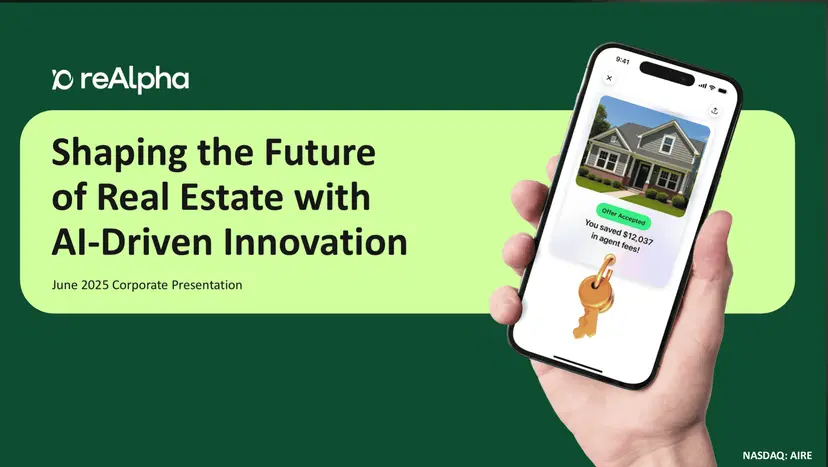 reAlpha
Shaping the Future
of Real Estate with
AI-Driven Innovation
June 2025 Corporate Presentation
9:41
Offer Accepted
You saved $12,037
in agent fees!
NASDAQ: AIRE